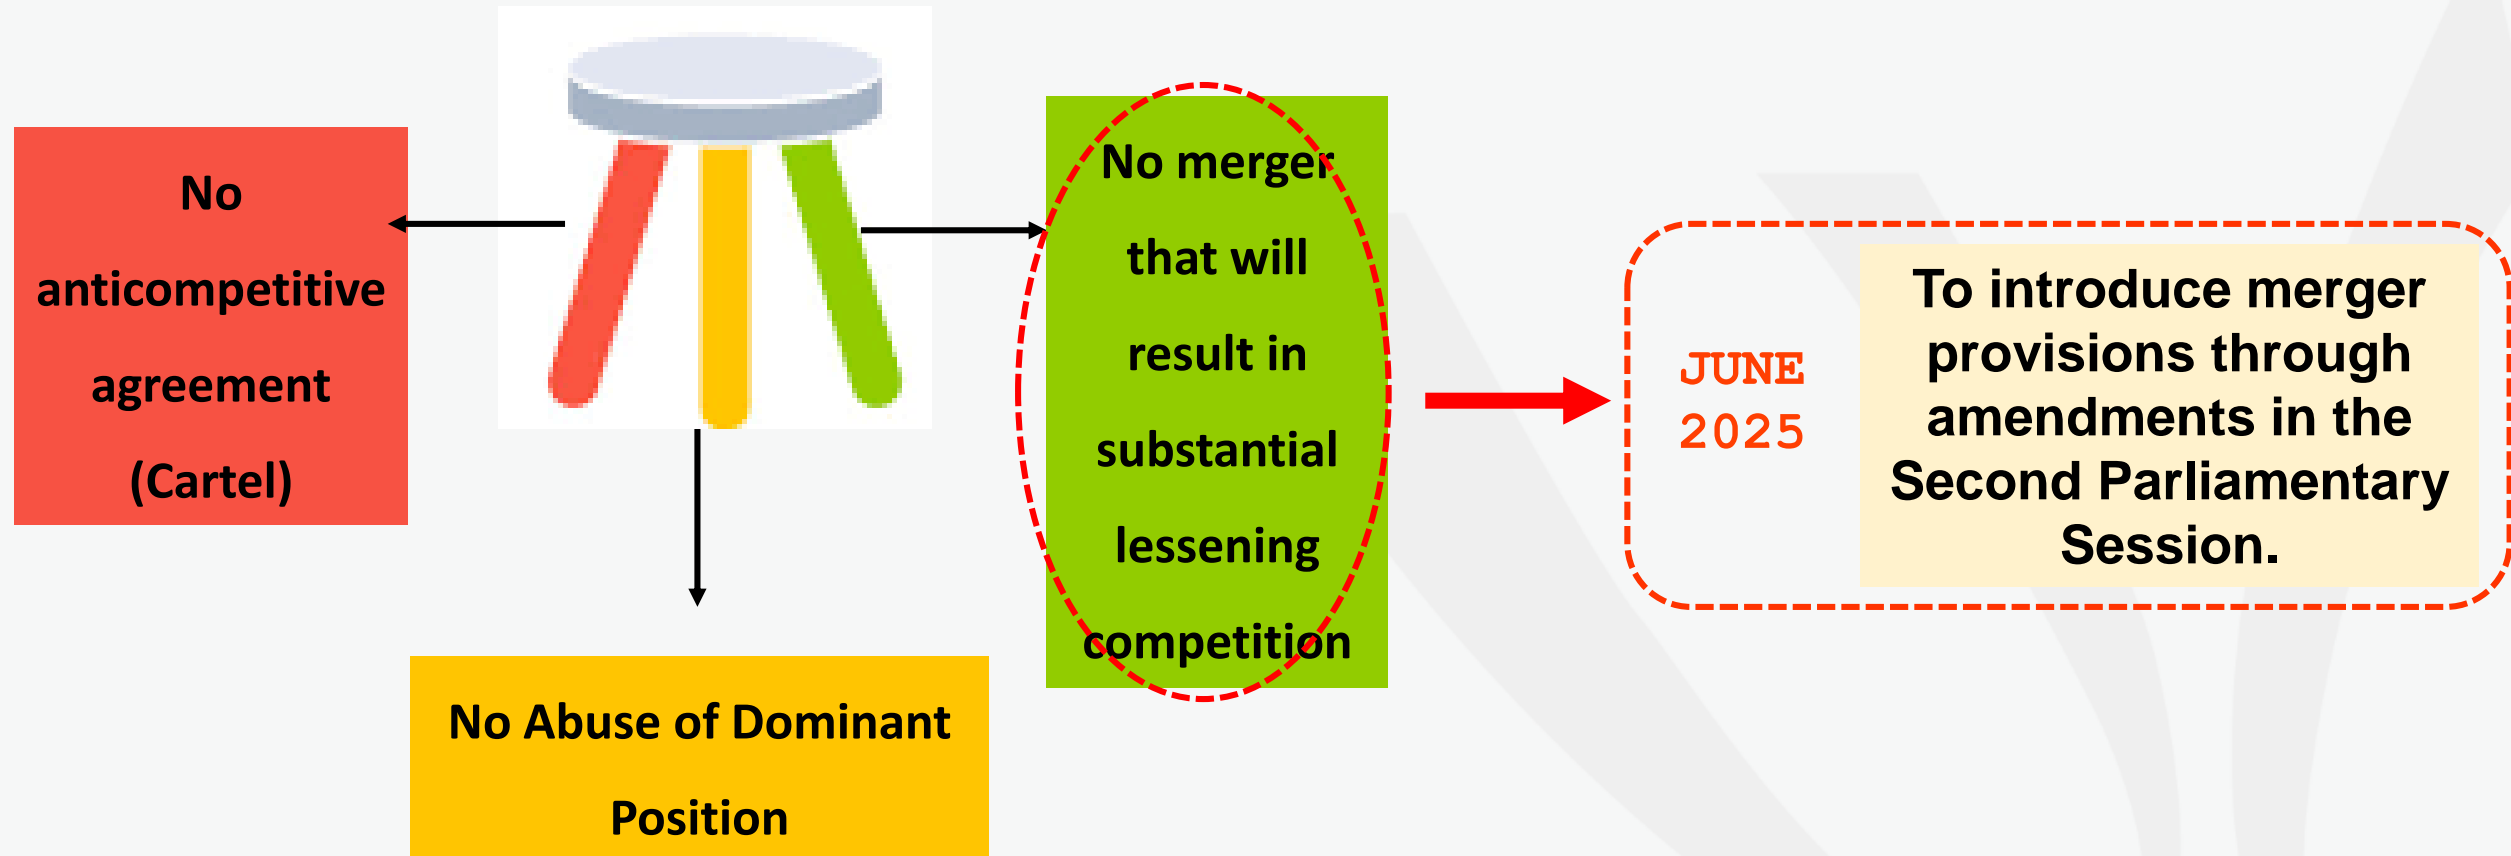 No
anticompetitive
agreement
(Cartel)
No Abuse of Dominant
Position
No merger
that will
result in
substantial
lessening
competition
JUNE
2025
To introduce merger
provisions through
amendments in the
Second Parliamentary
Session.